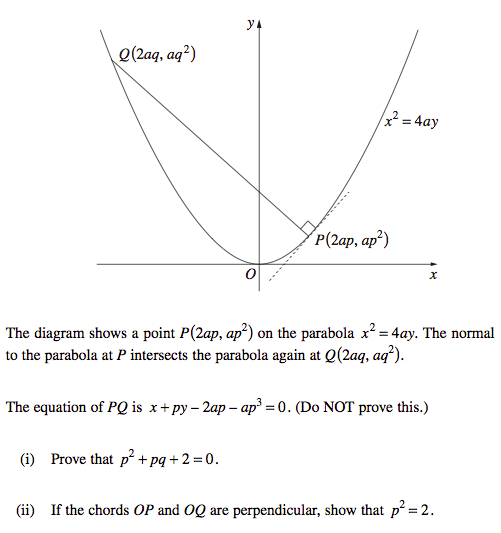 y
Q(2aq, aq²)
x² = 4ay
P(2ap, ap²)
O
x
The diagram shows a point P(2ap, ap²) on the parabola x² = 4ay. The normal
to the parabola at P intersects the parabola again at Q(2aq, aq²).
The equation of PQ is x + py – 2ap – ap³ = 0. (Do NOT prove this.)
(i) Prove that p² + pq + 2 = 0.
(ii) If the chords OP and OQ are perpendicular, show that p² = 2.